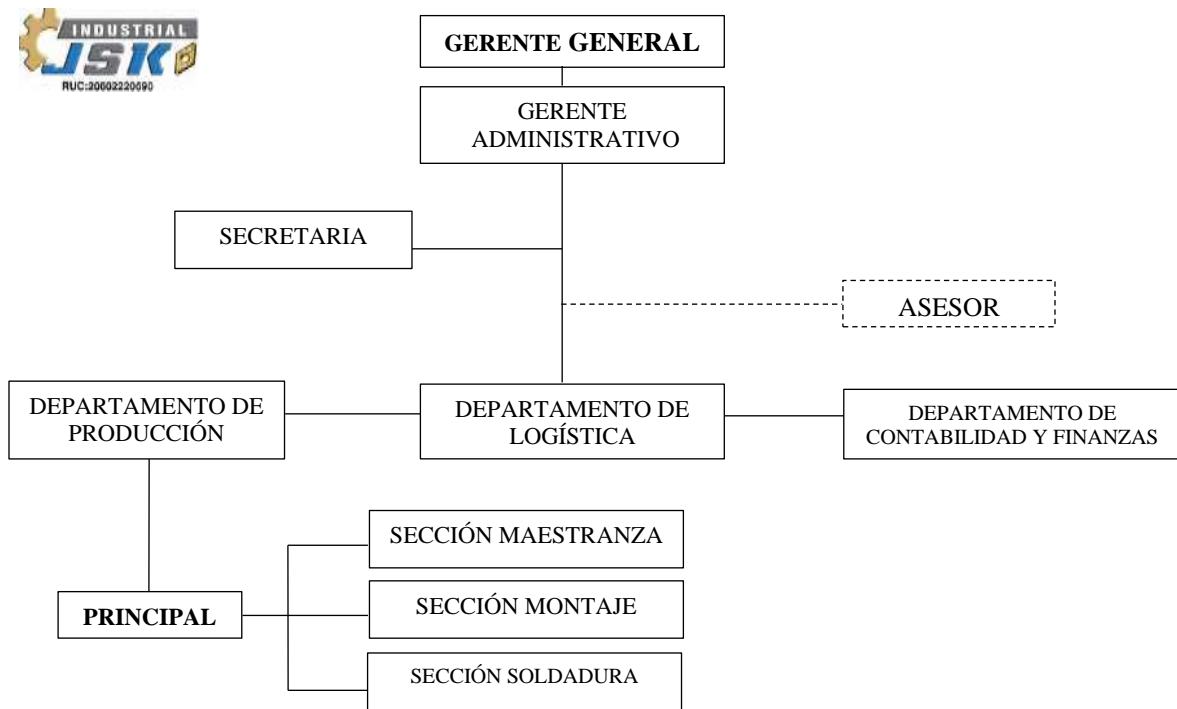 INDUSTRIAL
JSK
RUC:20602220690
GERENTE GENERAL
GERENTE
ADMINISTRATIVO
SECRETARIA
ASESOR
DEPARTAMENTO DE
PRODUCCIÓN
DEPARTAMENTO DE
LOGÍSTICA
DEPARTAMENTO DE
CONTABILIDAD Y FINANZAS
SECCIÓN MAESTRANZA
PRINCIPAL
SECCIÓN MONTAJE
SECCIÓN SOLDADURA